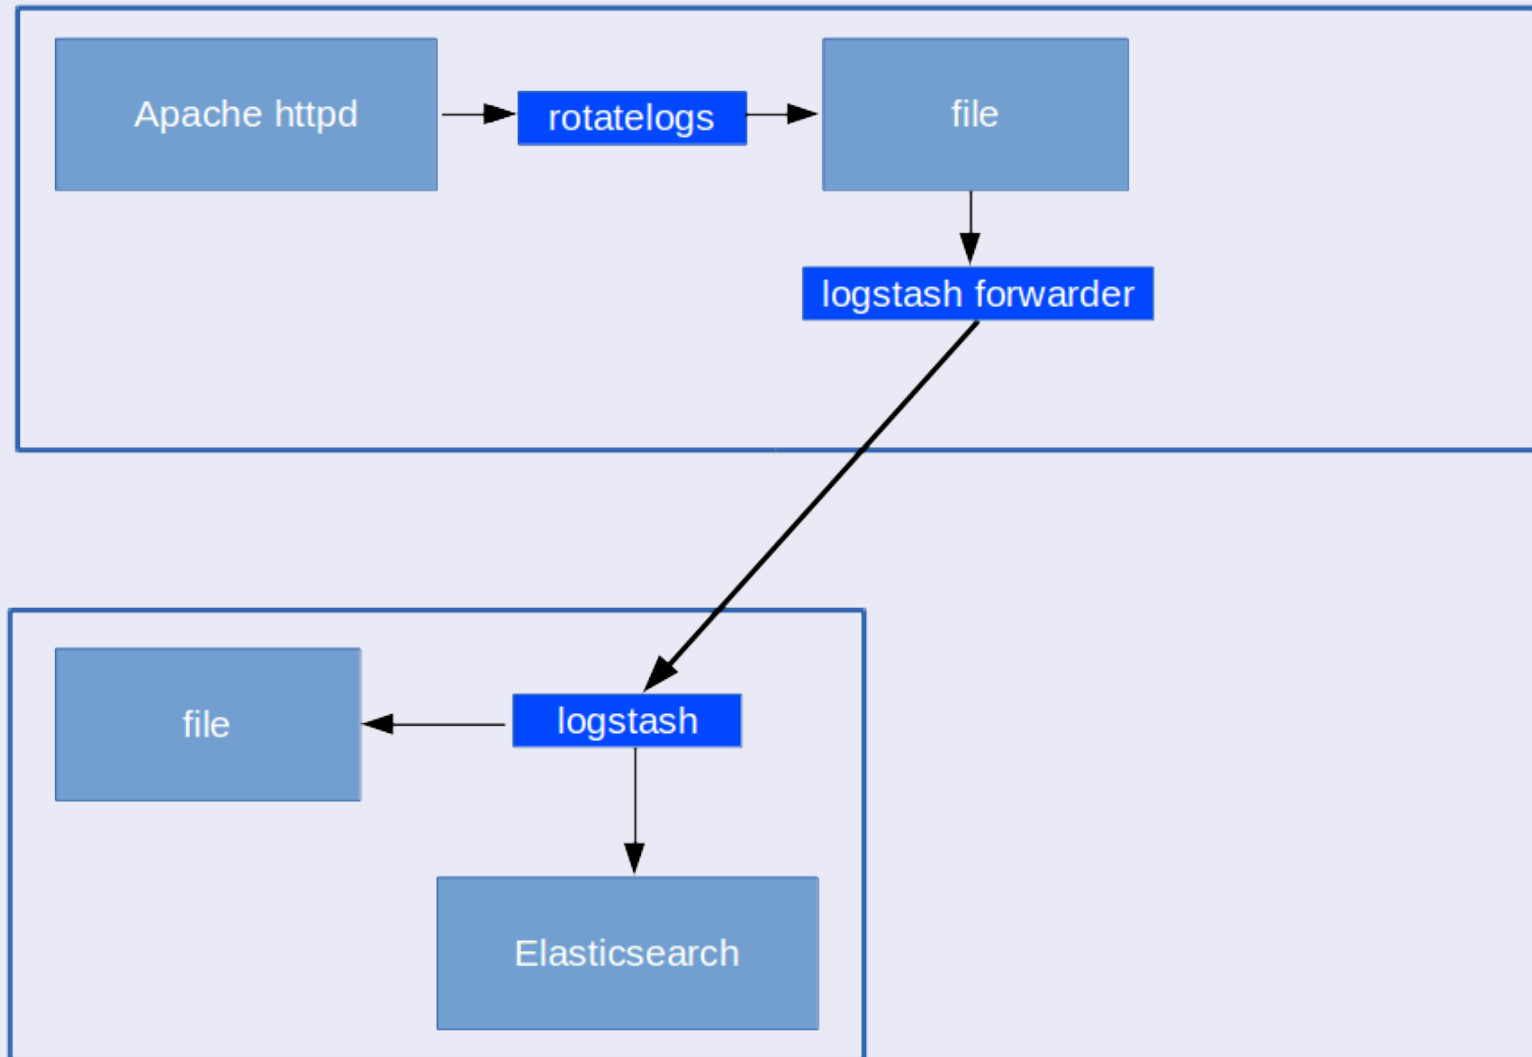 Apache httpd
rotatelogs
file
logstash forwarder
file
logstash
Elasticsearch